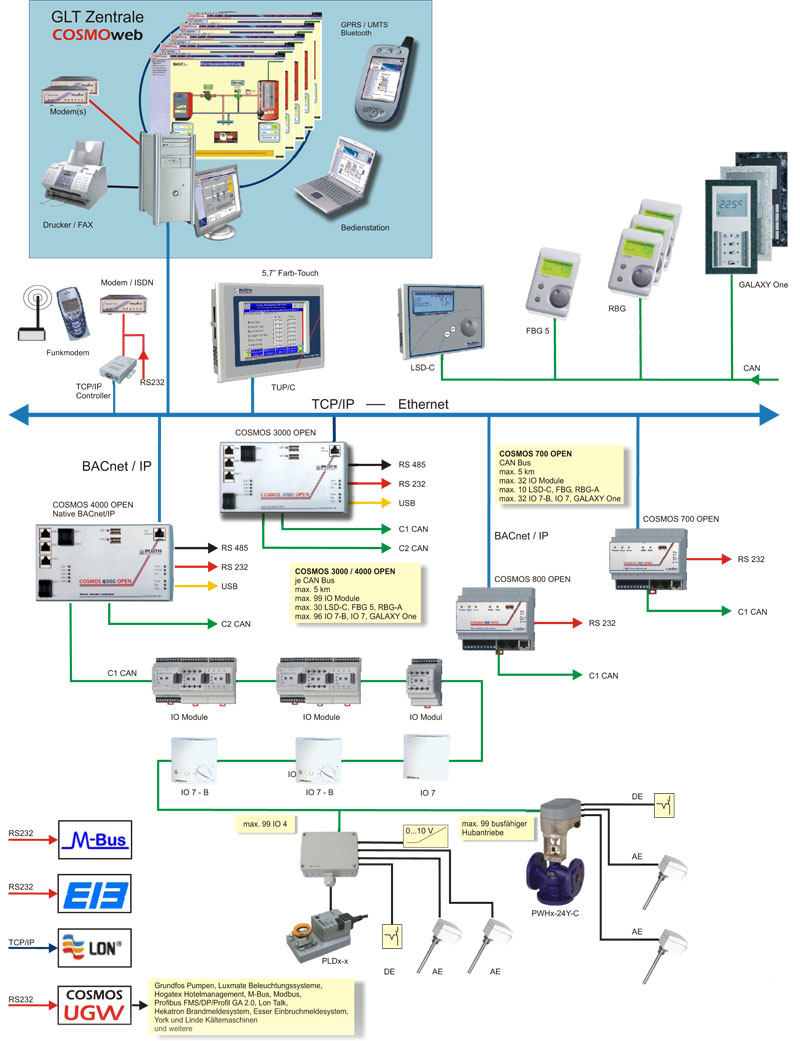 GLT Zentrale
COSMOweb
GPRS / UMTS
Bluetooth
Modem(s)
Drucker / FAX
Bedienstation
Modem / ISDN
Funkmodem
TCP/IP
Controller
RS232
5,7" Farb-Touch
TUP/C
LSD-C
FBG 5
RBG
GALAXY One
CAN
TCP/IP — Ethernet
BACnet / IP
COSMOS 3000 OPEN
PLÜTH
COSMOS 3000 OPEN
RS 485
RS 232
USB
C1 CAN
C2 CAN
COSMOS 700 OPEN
CAN Bus
max. 5 km
max. 32 IO Module
max. 10 LSD-C, FBG, RBG-A
max. 32 IO 7-B, IO 7, GALAXY One
COSMOS 4000 OPEN
Native BACnet/IP
PLÜTH
COSMOS 4000 OPEN
RS 485
RS 232
USB
C2 CAN
C1 CAN
COSMOS 3000 / 4000 OPEN
je CAN Bus
max. 5 km
max. 99 IO Module
max. 30 LSD-C, FBG 5, RBG-A
max. 96 IO 7-B, IO 7, GALAXY One
BACnet / IP
COSMOS 700 OPEN
RS 232
C1 CAN
COSMOS 800 OPEN
RS 232
C1 CAN
IO Module
IO Module
IO Modul
IO 7 - B
IO
IO 7 - B
IO 7
max. 99 IO 4
0...10 V
max. 99 busfähiger
Hubantriebe
DE
AE
AE
PWHx-24Y-C
PLDx-x
DE
AE
AE
RS232
M-Bus
RS232
EIB
TCP/IP
LON®
RS232
COSMOS
UGW
Grundfos Pumpen, Luxmate Beleuchtungssysteme,
Hogatex Hotelmanagement, M-Bus, Modbus,
Profibus FMS/DP/Profil GA 2.0, Lon Talk,
Hekatron Brandmeldesystem, Esser Einbruchmeldesystem,
York und Linde Kältemaschinen
und weitere